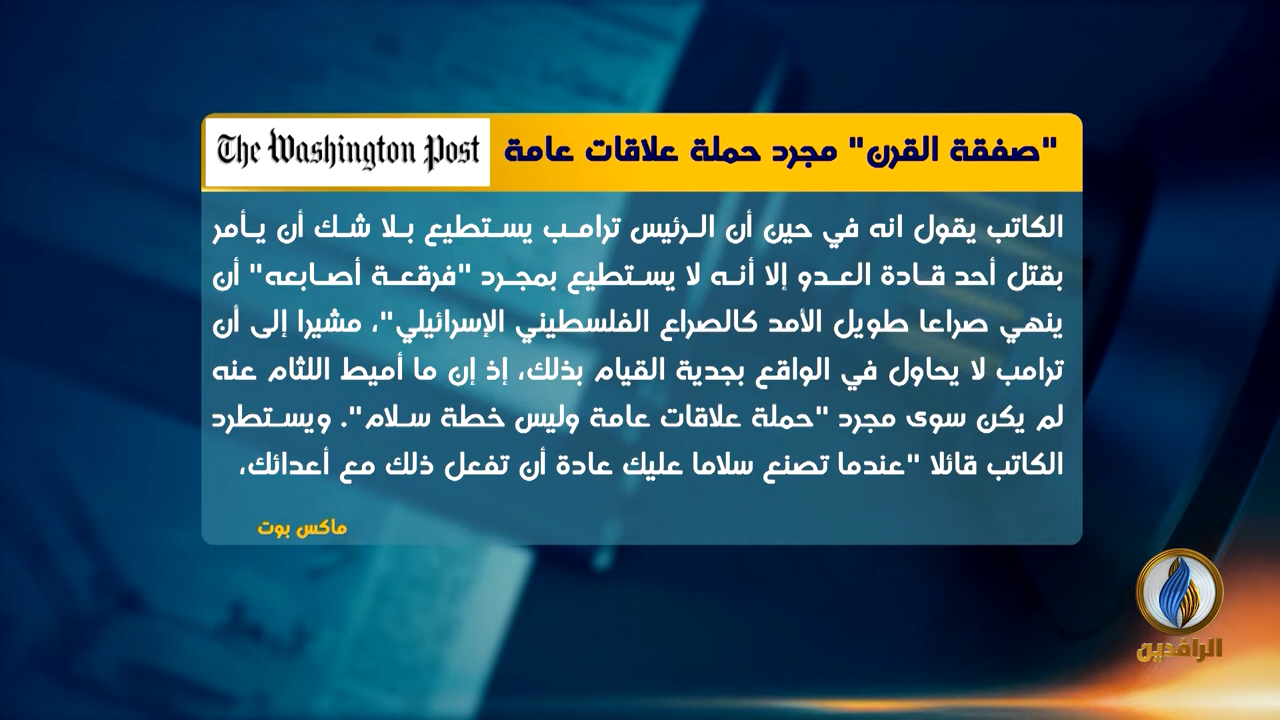 "صفقة القرن" مجرد حملة علاقات عامة
The Washington Post
الكاتب يقول انه في حين أن الرئيس ترامب يستطيع بلا شك أن يأمر
بقتل أحد قادة العدو إلا أنه لا يستطيع بمجرد "فرقعة أصابعه" أن
ينهي صراعا طويل الأمد كالصراع الفلسطيني الإسرائيلي"، مشيرا إلى أن
ترامب لا يحاول في الواقع بجدية القيام بذلك، إذ إن ما أميط اللثام عنه
لم يكن سوى مجرد "حملة علاقات عامة وليس خطة سلام". ويستطرد
الكاتب قائلا "عندما تصنع سلاما عليك عادة أن تفعل ذلك مع أعدائك،
ماكس بوت
الرافدين